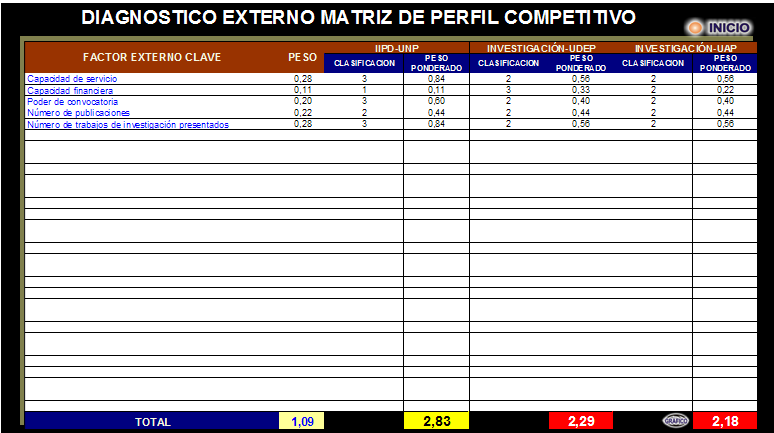 DIAGNOSTICO EXTERNO MATRIZ DE PERFIL COMPETITIVO
INICIO
FACTOR EXTERNO CLAVE PESO IIPD-UNP INVESTIGACIÓN-UDEP INVESTIGACIÓN-UAP
CLASIFICACION PESO PONDERADO CLASIFICACION PESO PONDERADO CLASIFICACION PESO PONDERADO
Capacidad de servicio 0,28 3 0,84 2 0,56 2 0,56
Capacidad financiera 0,11 1 0,11 3 0,33 2 0,22
Poder de convocatoria 0,20 3 0,60 2 0,40 2 0,40
Número de publicaciones 0,22 2 0,44 2 0,44 2 0,44
Número de trabajos de investigación presentados 0,28 3 0,84 2 0,56 2 0,56
TOTAL 1,09 2,83 2,29 GRAFICO 2,18